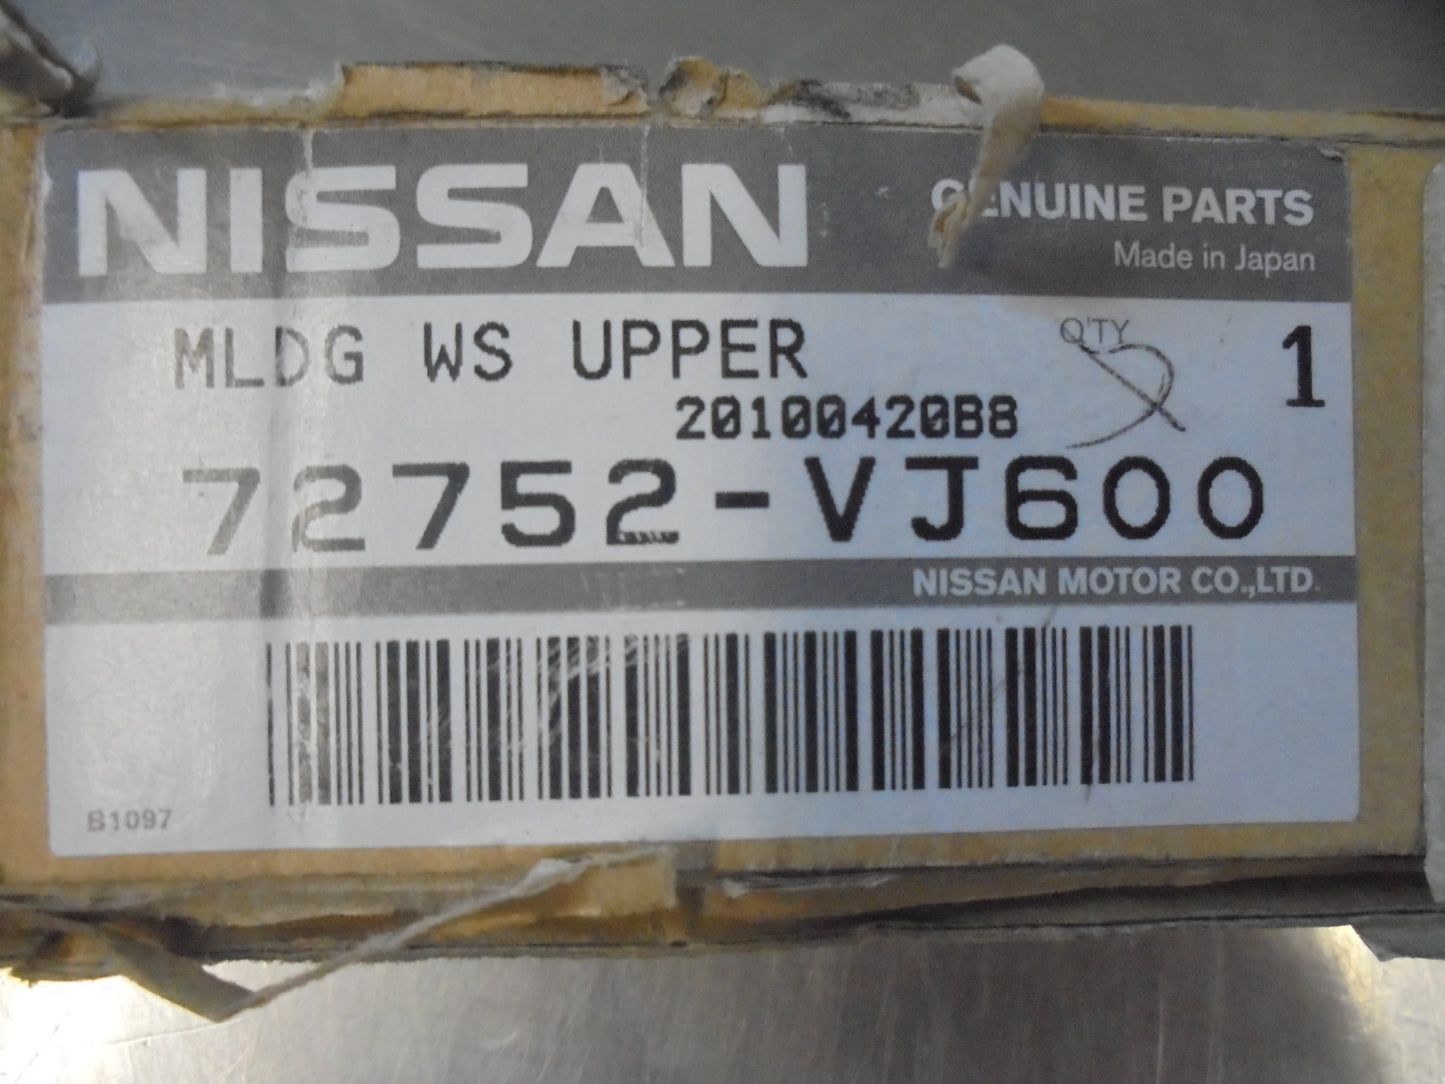 NISSAN
GENUINE PARTS
Made in Japan
MLDG WS UPPER
Q'TY 1
20100420B8
72752-VJ600
NISSAN MOTOR CO.,LTD.
B1097